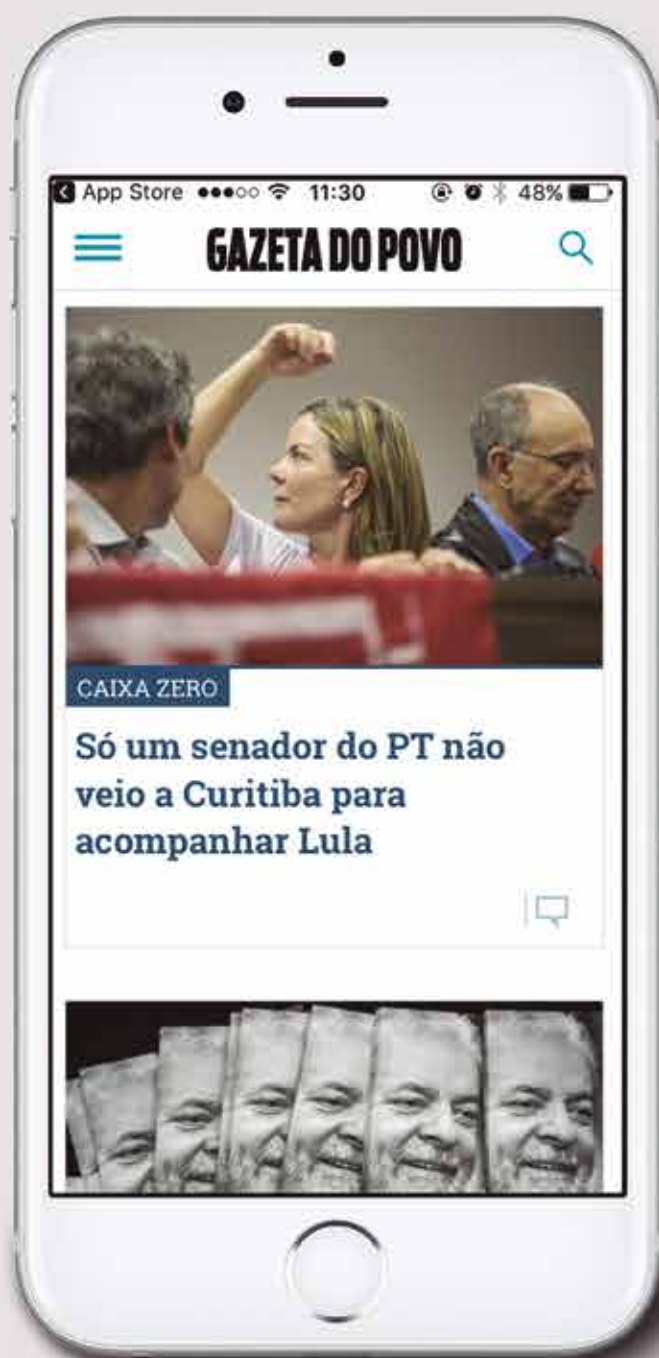 App Store 11:30 48%
GAZETA DO POVO
CAIXA ZERO
Só um senador do PT não
veio a Curitiba para
acompanhar Lula